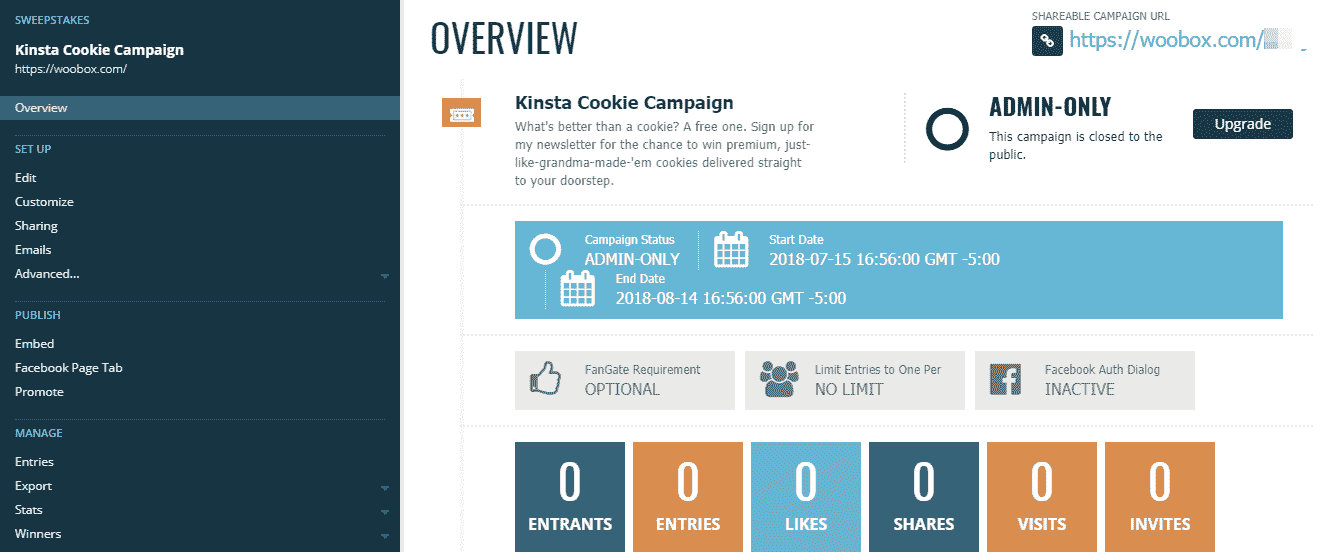 SWEEPSTAKES
Kinsta Cookie Campaign
https://woobox.com/
Overview
SET UP
Edit
Customize
Sharing
Emails
Advanced...
PUBLISH
Embed
Facebook Page Tab
Promote
MANAGE
Entries
Export
Stats
Winners
OVERVIEW
SHAREABLE CAMPAIGN URL
https://woobox.com/
Kinsta Cookie Campaign
What's better than a cookie? A free one. Sign up for
my newsletter for the chance to win premium, just-
like-grandma-made-'em cookies delivered straight
to your doorstep.
ADMIN-ONLY
This campaign is closed to the
public.
Upgrade
Campaign Status
ADMIN-ONLY
Start Date
2018-07-15 16:56:00 GMT -5:00
End Date
2018-08-14 16:56:00 GMT -5:00
FanGate Requirement
OPTIONAL
Limit Entries to One Per
NO LIMIT
Facebook Auth Dialog
INACTIVE
0
ENTRANTS
0
ENTRIES
0
LIKES
0
SHARES
0
VISITS
0
INVITES